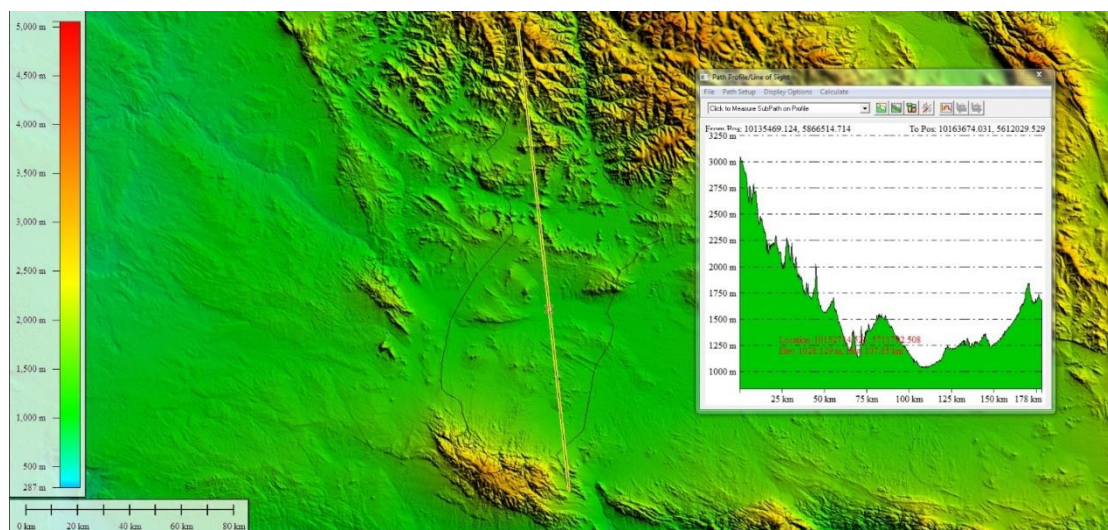 5,000 m
4,500 m
4,000 m
3,500 m
3,000 m
2,500 m
2,000 m
1,500 m
1,000 m
500 m
287 m
0 km 20 km 40 km 60 km 80 km
Path Profile/Line of Sight
x
File Path Setup Display Options Calculate
Click to Measure SubPath on Profile
From Pos: 10135469.124, 5866514.714 To Pos: 10163674.031, 5612029.529
3250 m
3000 m
2750 m
2500 m
2250 m
2000 m
1750 m
1500 m
1250 m
1000 m
Location:
25 km 50 km 75 km 100 km 125 km 150 km 178 km